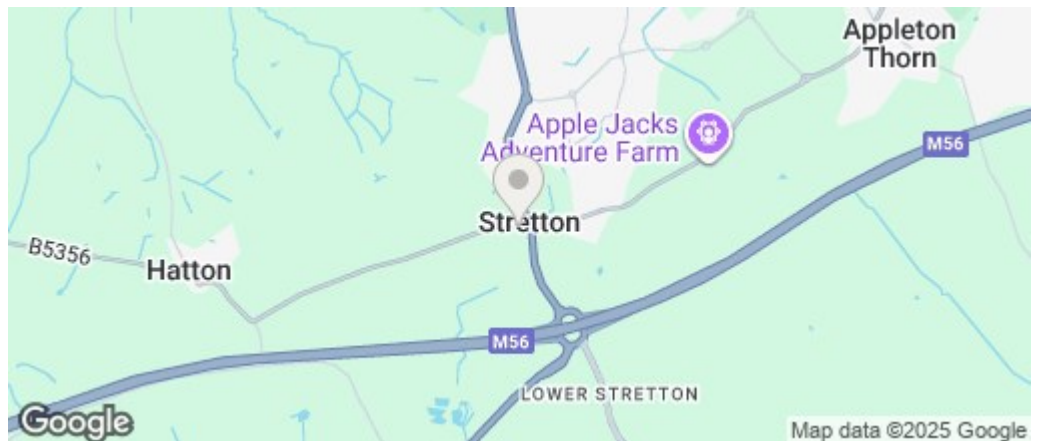 Appleton
Thorn
Apple Jacks
Adventure Farm
M56
Stretton
B5356
Hatton
M56
LOWER STRETTON
Google
Map data ©2025 Google